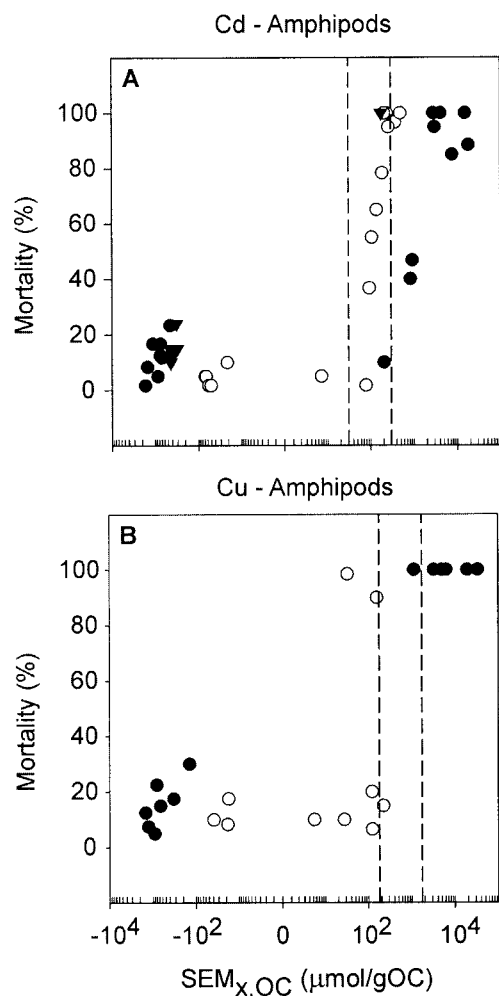 Cd - Amphipods
A
Mortality (%)
100
80
60
40
20
0
Cu - Amphipods
B
Mortality (%)
100
80
60
40
20
0
-10⁴ -10² 0 10² 10⁴
SEMx,OC (μmol/gOC)